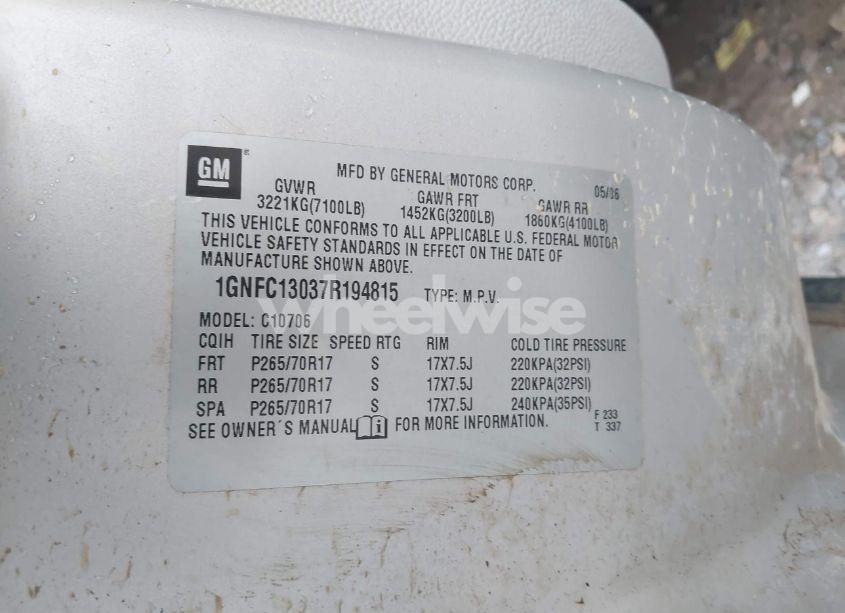 GM
MFD BY GENERAL MOTORS CORP. 05/06
GVWR GAWR FRT GAWR RR
3221KG(7100LB) 1452KG(3200LB) 1860KG(4100LB)
THIS VEHICLE CONFORMS TO ALL APPLICABLE U.S. FEDERAL MOTOR
VEHICLE SAFETY STANDARDS IN EFFECT ON THE DATE OF
MANUFACTURE SHOWN ABOVE.
1GNFC13037R194815 TYPE: M.P.V.
wheelwise
MODEL: C10706
CQIH TIRE SIZE SPEED RTG RIM COLD TIRE PRESSURE
FRT P265/70R17 S 17X7.5J 220KPA(32PSI)
RR P265/70R17 S 17X7.5J 220KPA(32PSI)
SPA P265/70R17 S 17X7.5J 240KPA(35PSI)
SEE OWNER´S MANUAL i FOR MORE INFORMATION.
F 233
T 337